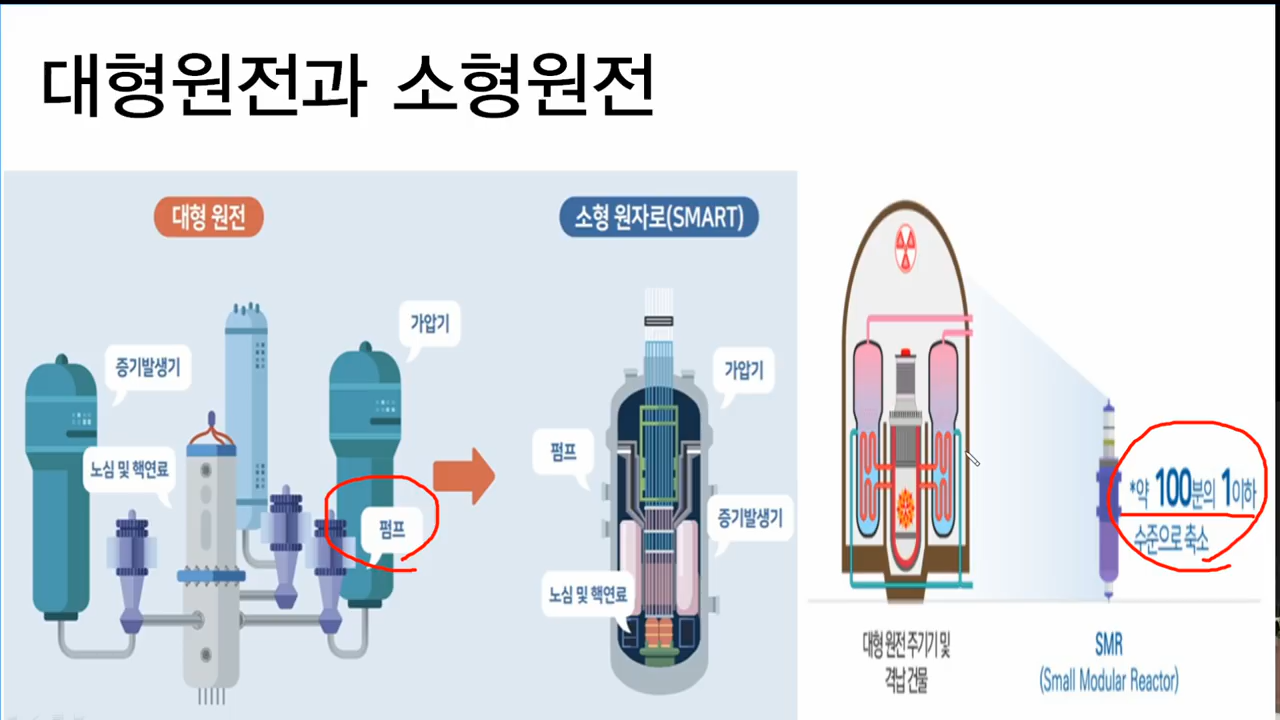 대형원전과 소형원전
대형 원전
증기발생기
가압기
노심 및 핵연료
펌프
소형 원자로(SMART)
가압기
펌프
증기발생기
노심 및 핵연료
*약 100분의 1이하
수준으로 축소
대형 원전 주기기 및
격납 건물
SMR
(Small Modular Reactor)